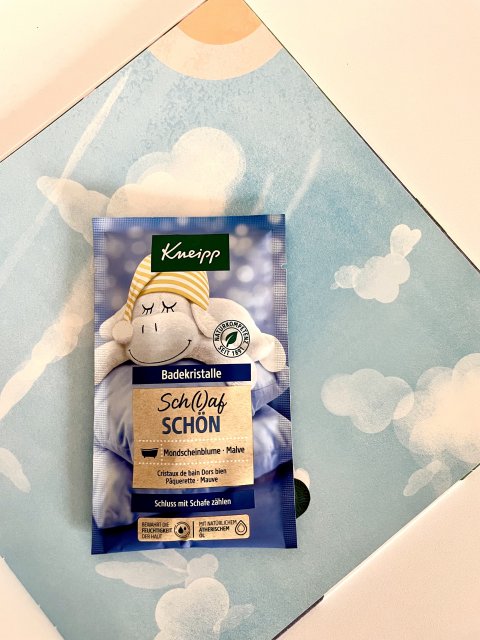 Kneipp
NATURKOMPETENZ
SEIT 1891
Badekristalle
Sch(l)af
SCHÖN
Mondscheinblume · Malve
Cristaux de bain Dors bien
Pâquerette · Mauve
Schluss mit Schafe zählen
BEWAHRT DIE
FEUCHTIGKEIT
DER HAUT
MIT NATÜRLICHEM
ÄTHERISCHEM
ÖL